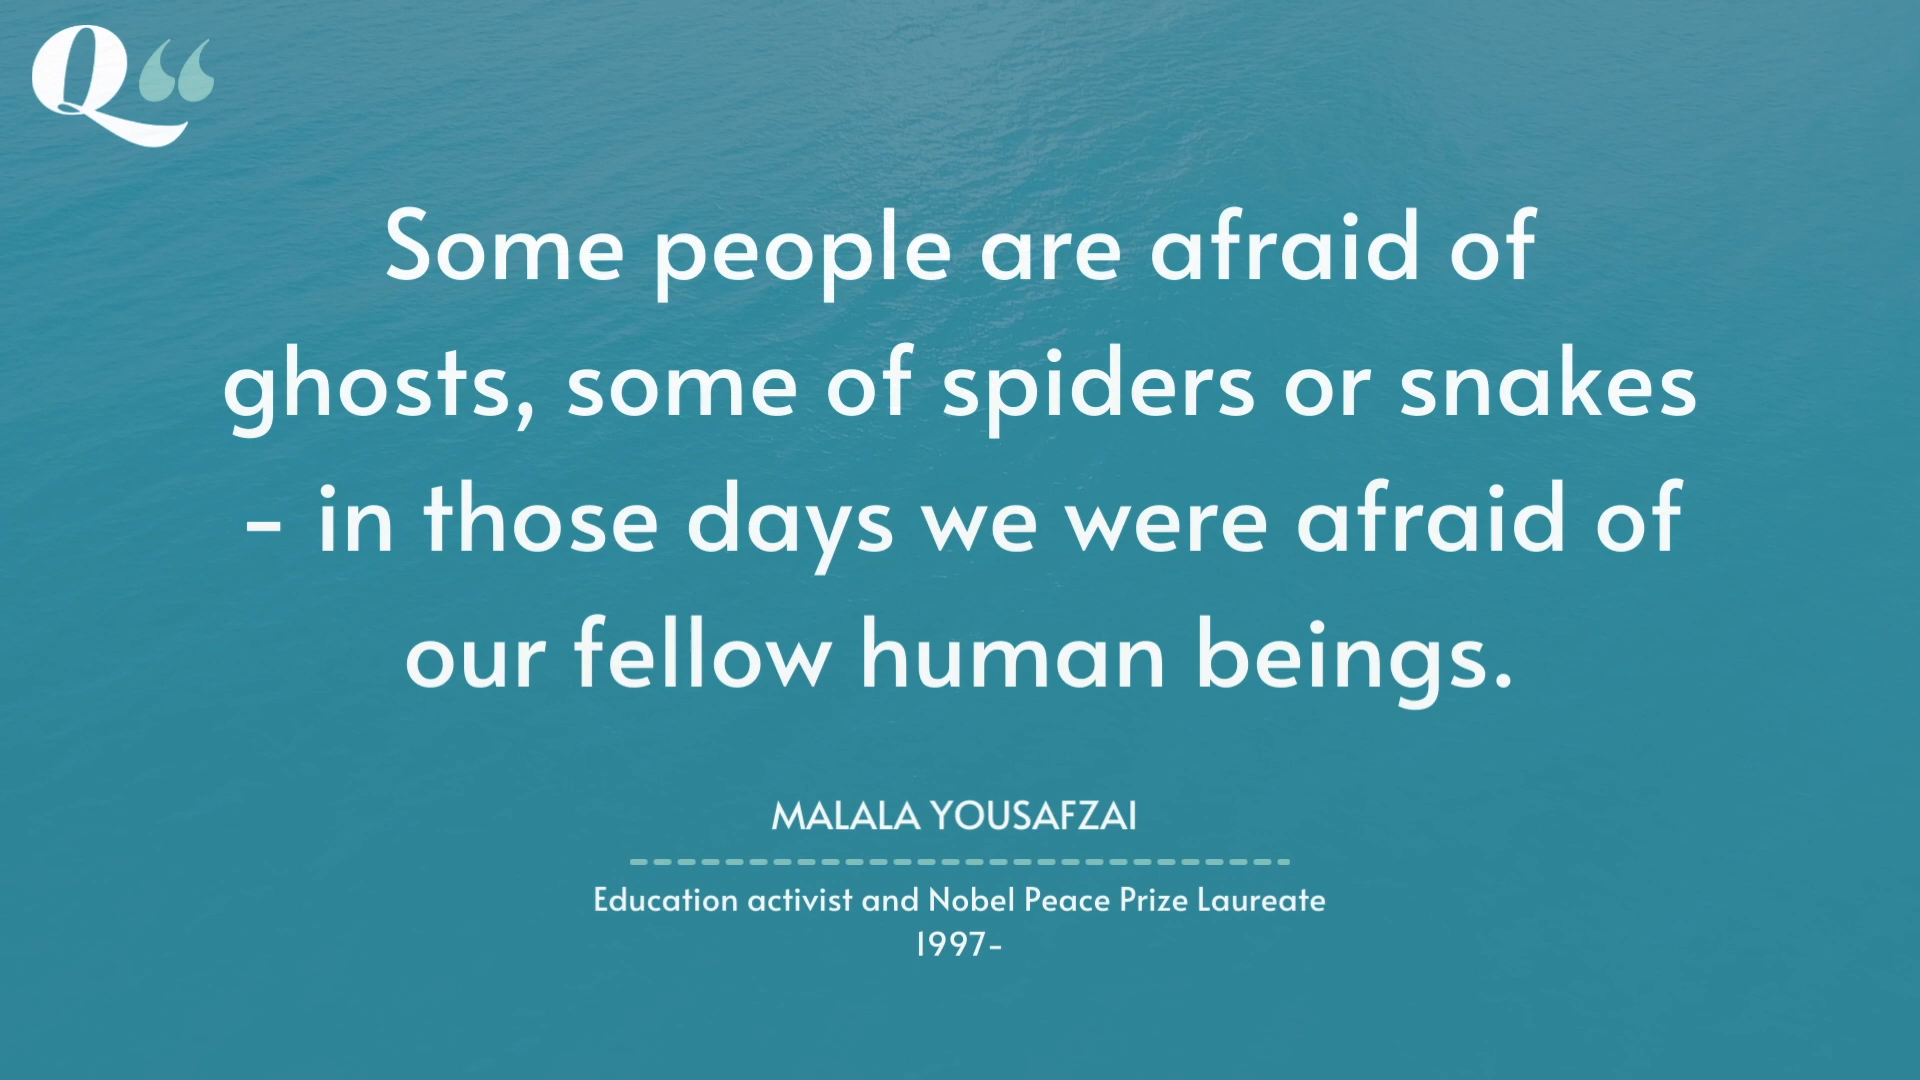 Q“
Some people are afraid of
ghosts, some of spiders or snakes
- in those days we were afraid of
our fellow human beings.
MALALA YOUSAFZAI
Education activist and Nobel Peace Prize Laureate
1997-